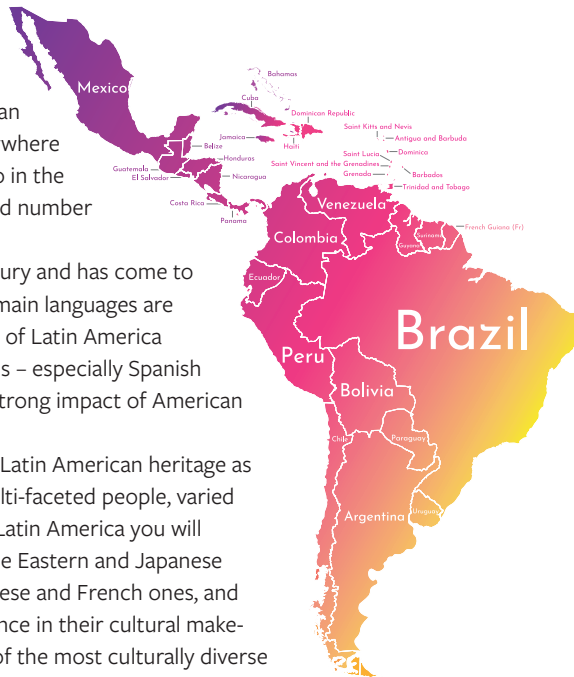 an
where
o in the
d number
ury and has come to
main languages are
of Latin America
s – especially Spanish
trong impact of American
Latin American heritage as
lti-faceted people, varied
Latin America you will
e Eastern and Japanese
ese and French ones, and
nce in their cultural make-
of the most culturally diverse
Mexico
Bahamas
Cuba
Dominican Republic
Jamaica
Haiti
Belize
Honduras
Guatemala
El Salvador
Nicaragua
Costa Rica
Panama
Saint Kitts and Nevis
Antigua and Barbuda
Saint Lucia
Dominica
Saint Vincent and the Grenadines
Grenada
Barbados
Trinidad and Tobago
Venezuela
Colombia
Guyana
Suriname
French Guiana (Fr)
Ecuador
Brazil
Peru
Bolivia
Chile
Paraguay
Argentina
Uruguay